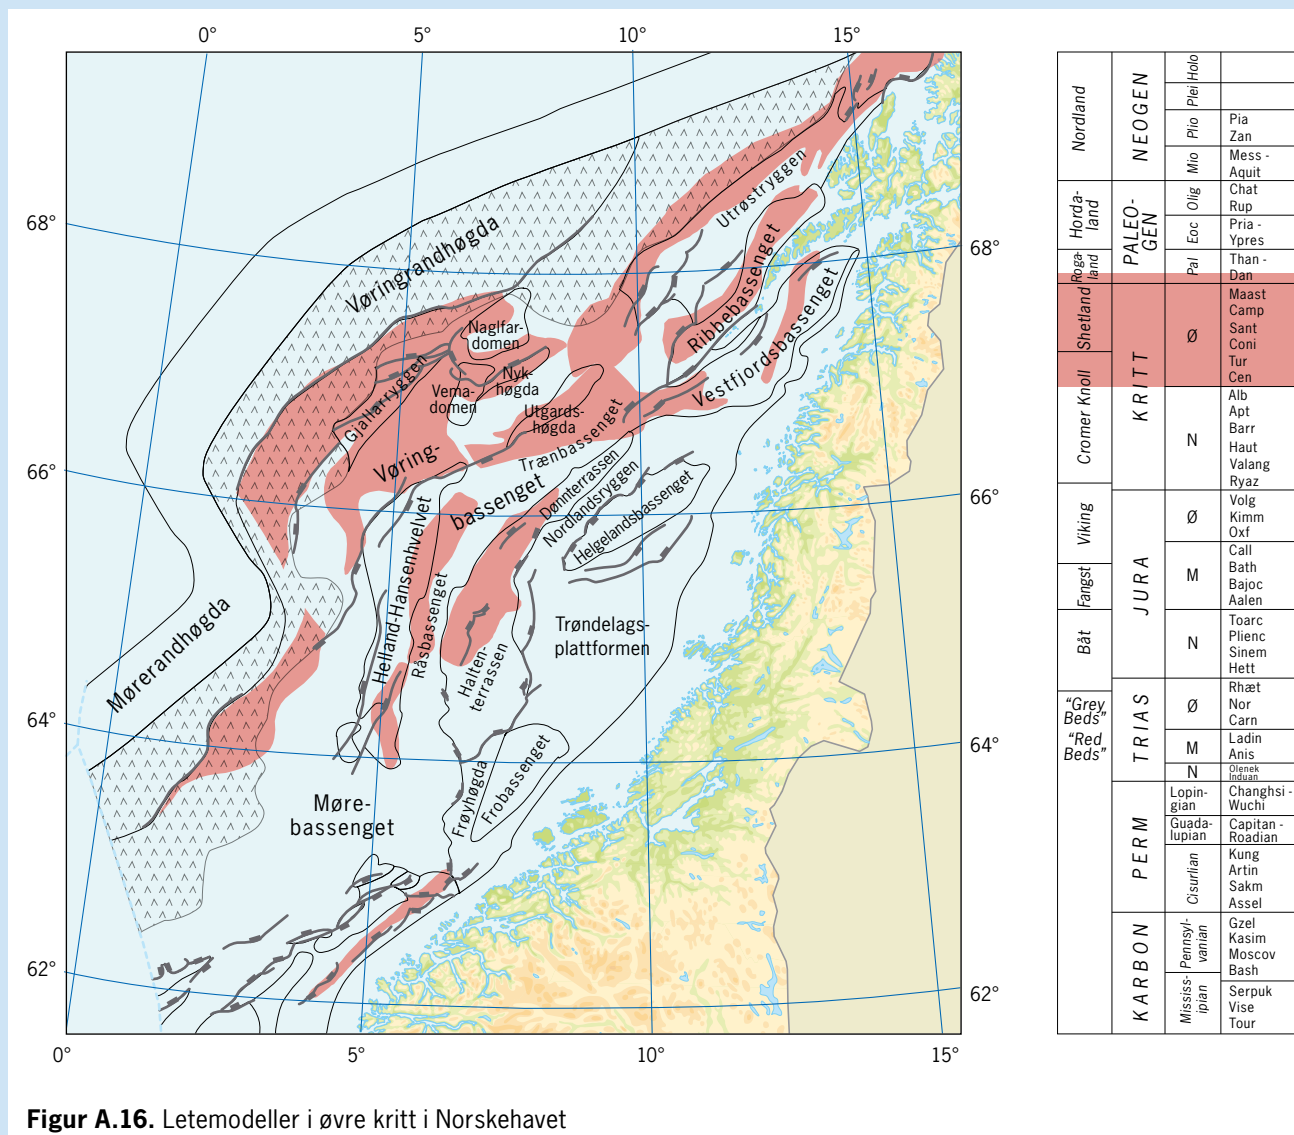 0°
5°
10°
15°
68°
66°
64°
62°
68°
66°
64°
62°
0°
5°
10°
15°
Vøringrandhøgda
Utrøstryggen
Ribbebassenget
Vestfjordsbassenget
Naglfar-
domen
Nyk-
høgda
Vema-
domen
Gjallarryggen
Utgards-
høgda
Trænbassenget
Vøring-
bassenget
Dønnterrassen
Nordlandsryggen
Helgelandsbassenget
Helland-Hansenhvelvet
Råsbassenget
Halten-
terrassen
Trøndelags-
plattformen
Mørerandhøgda
Møre-
bassenget
Frøyhøgda
Frobassenget
Nordland
Horda-
land
Roga-
land
Shetland
Cromer Knoll
Viking
Fangst
Båt
"Grey
Beds"
"Red
Beds"
NEOGEN
PALEO-
GEN
KRITT
JURA
TRIAS
PERM
KARBON
Holo
Plei
Plio
Mio
Olig
Eoc
Pal
Ø
N
Ø
M
N
Ø
M
N
Lopin-
gian
Guada-
lupian
Cisurlian
Pennsyl-
vanian
Mississ-
ipian
Pia
Zan
Mess -
Aquit
Chat
Rup
Pria -
Ypres
Than -
Dan
Maast
Camp
Sant
Coni
Tur
Cen
Alb
Apt
Barr
Haut
Valang
Ryaz
Volg
Kimm
Oxf
Call
Bath
Bajoc
Aalen
Toarc
Plienc
Sinem
Hett
Rhæt
Nor
Carn
Ladin
Anis
Olenek
Induan
Changhsi -
Wuchi
Capitan -
Roadian
Kung
Artin
Sakm
Assel
Gzel
Kasim
Moscov
Bash
Serpuk
Vise
Tour
Figur A.16. Letemodeller i øvre kritt i Norskehavet